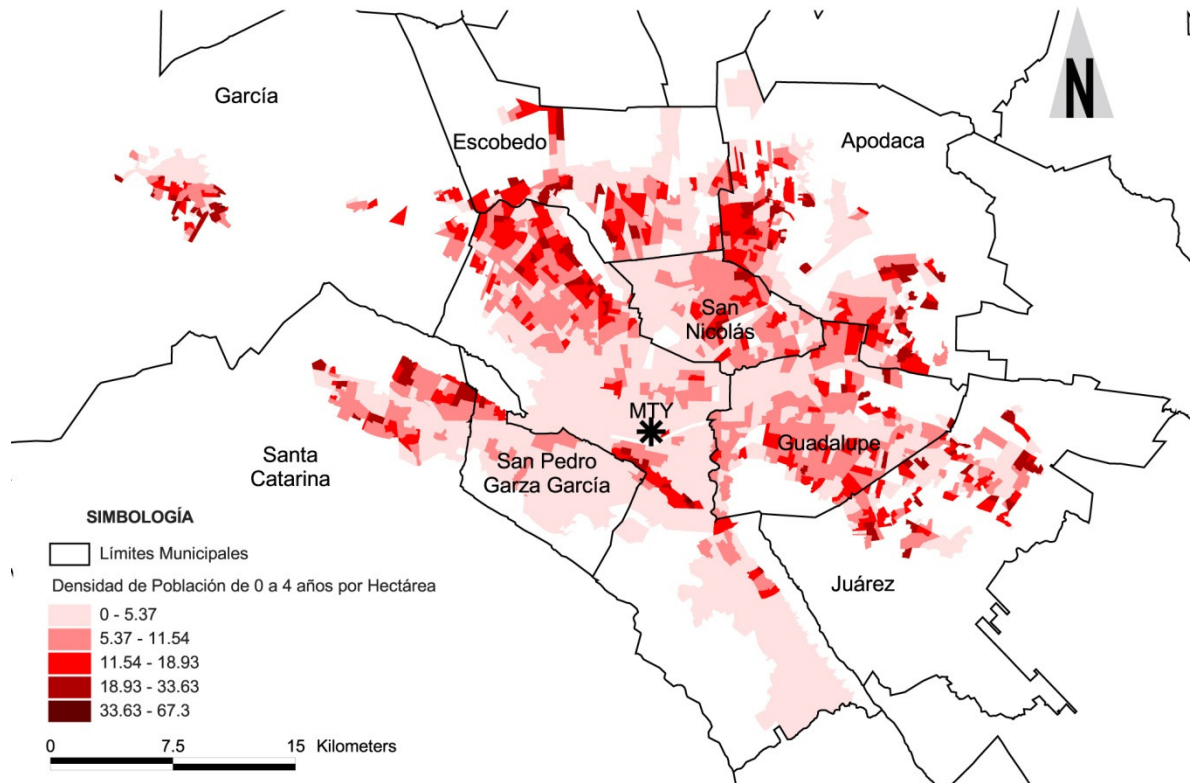 N
García
Escobedo
Apodaca
San
Nicolás
MTY
Guadalupe
Santa
Catarina
San Pedro
Garza García
Juárez
SIMBOLOGÍA
Límites Municipales
Densidad de Población de 0 a 4 años por Hectárea
0 - 5.37
5.37 - 11.54
11.54 - 18.93
18.93 - 33.63
33.63 - 67.3
0 7.5 15 Kilometers